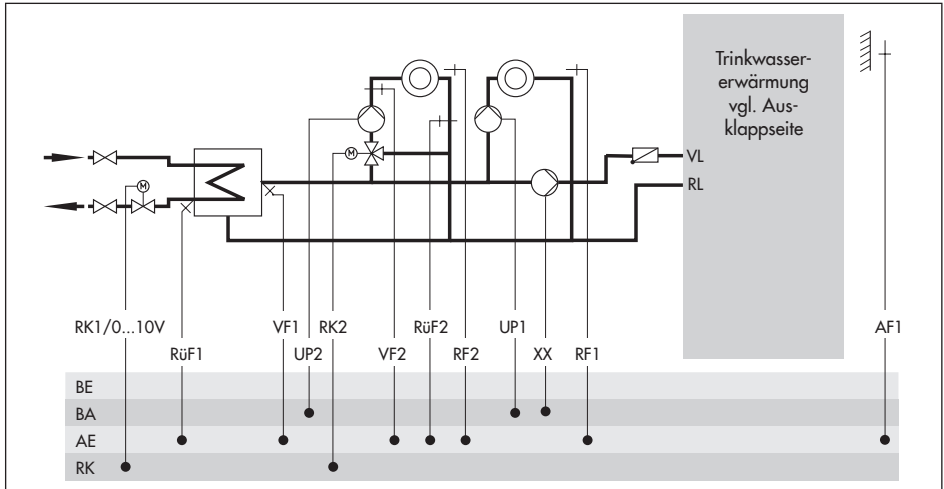 Trinkwasser-
erwärmung
vgl. Aus-
klappseite
VL
RL
M
M
RK1/0...10V
VF1
RK2
RüF2
UP1
AF1
RüF1
UP2
VF2
RF2
XX
RF1
BE
BA
AE
RK